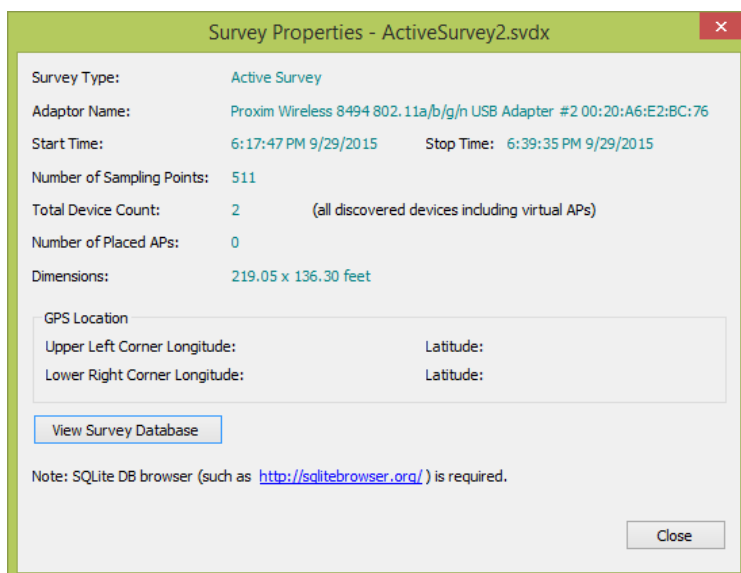 Survey Properties - ActiveSurvey2.svdx
Survey Type: Active Survey
Adaptor Name: Proxim Wireless 8494 802.11a/b/g/n USB Adapter #2 00:20:A6:E2:BC:76
Start Time: 6:17:47 PM 9/29/2015 Stop Time: 6:39:35 PM 9/29/2015
Number of Sampling Points: 511
Total Device Count: 2 (all discovered devices including virtual APs)
Number of Placed APs: 0
Dimensions: 219.05 x 136.30 feet
GPS Location
Upper Left Corner Longitude: Latitude:
Lower Right Corner Longitude: Latitude:
View Survey Database
Note: SQLite DB browser (such as http://sqlitebrowser.org/ ) is required.
Close